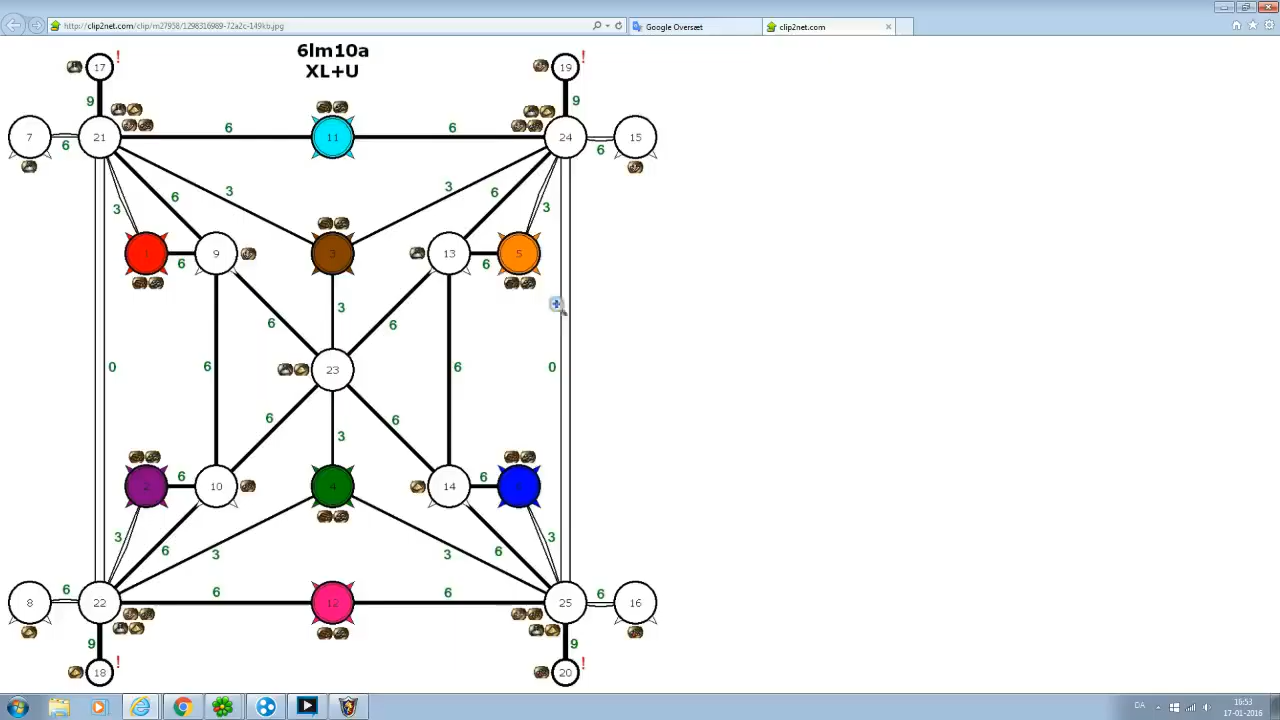 http://clip2net.com/clip/m27958/1298316989-72a2c-149kb.jpg
Google Oversæt
clip2net.com
6lm10a
XL+U
17 ! 19 !
9 9
7 6 21 6 11 6 24 6 15
3 6 3 3 6 3
1 6 9 3 13 6 5
6 3 6
0 6 23 6 0
6 3 6
2 6 10 4 14 6
3 6 3 3 6 3
8 6 22 6 12 6 25 6 16
9 9
18 ! 20 !
DA
16:53
17-01-2016